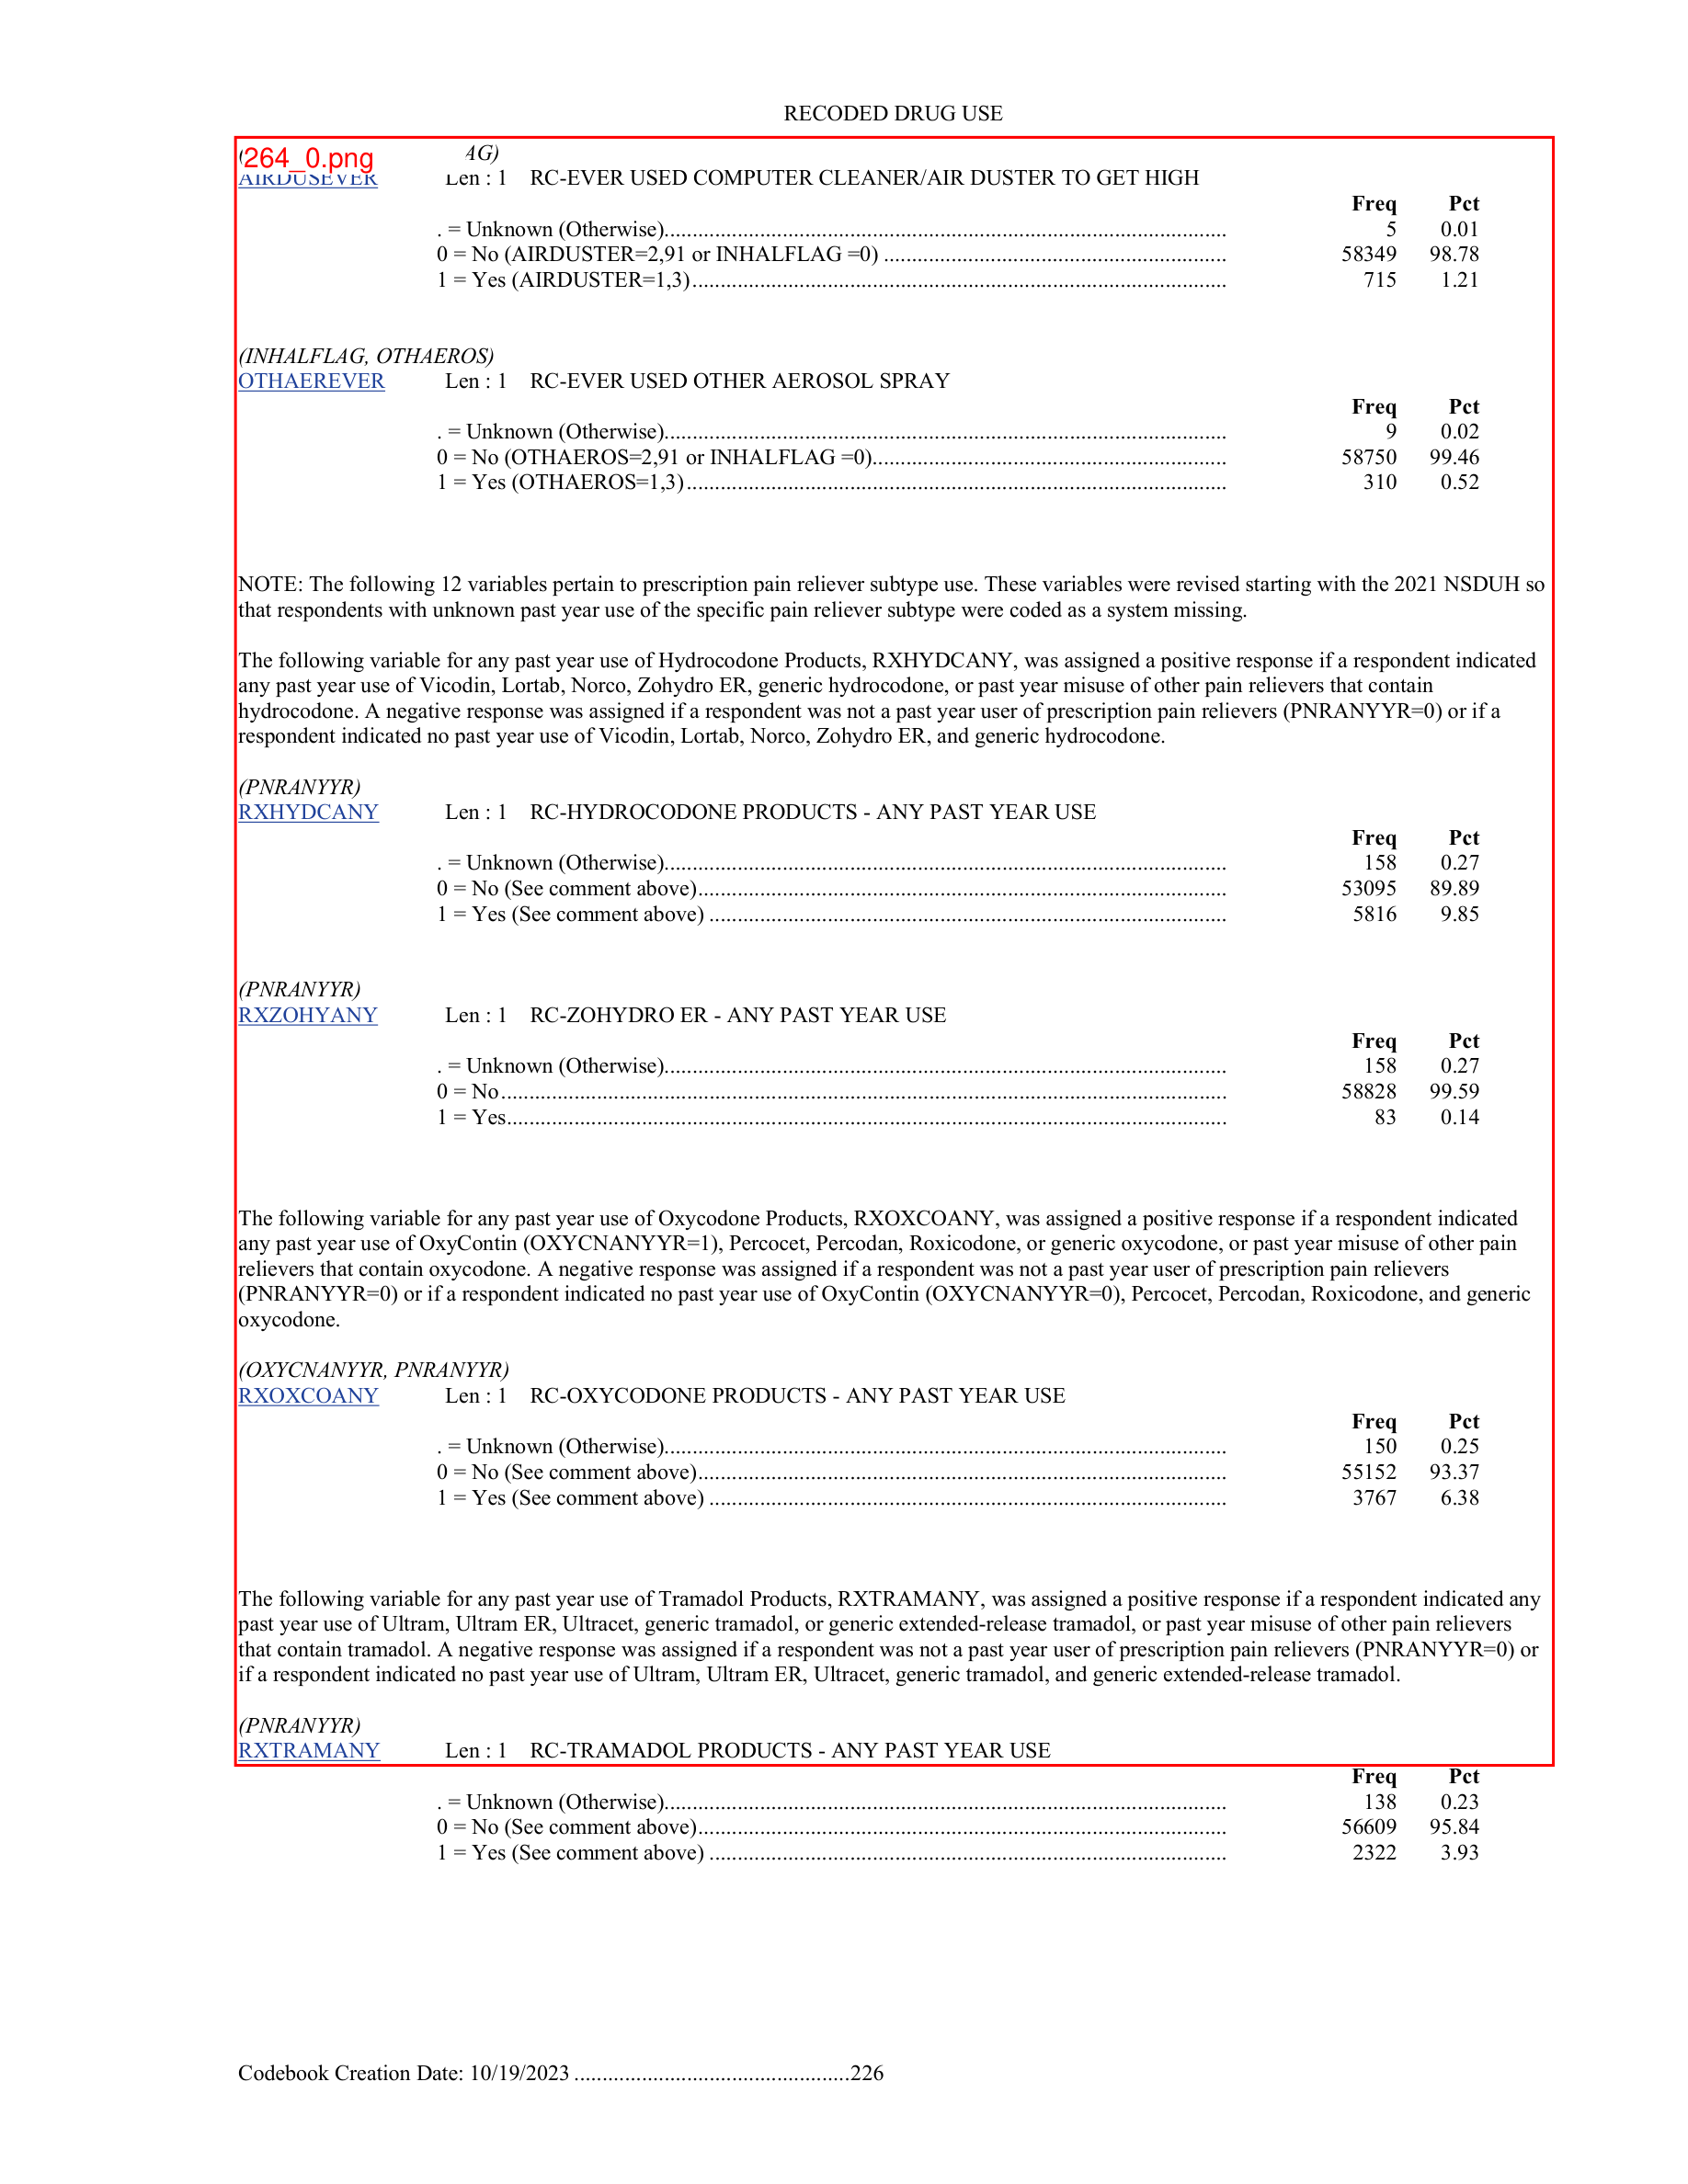 RECODED DRUG USE
264_0.png AG)
AIRDUSEVER Len : 1 RC-EVER USED COMPUTER CLEANER/AIR DUSTER TO GET HIGH
Freq Pct
. = Unknown (Otherwise).................................................................................................... 5 0.01
0 = No (AIRDUSTER=2,91 or INHALFLAG =0) ............................................................. 58349 98.78
1 = Yes (AIRDUSTER=1,3)............................................................................................... 715 1.21
(INHALFLAG, OTHAEROS)
OTHAEREVER Len : 1 RC-EVER USED OTHER AEROSOL SPRAY
Freq Pct
. = Unknown (Otherwise).................................................................................................... 9 0.02
0 = No (OTHAEROS=2,91 or INHALFLAG =0)............................................................... 58750 99.46
1 = Yes (OTHAEROS=1,3)................................................................................................ 310 0.52
NOTE: The following 12 variables pertain to prescription pain reliever subtype use. These variables were revised starting with the 2021 NSDUH so
that respondents with unknown past year use of the specific pain reliever subtype were coded as a system missing.
The following variable for any past year use of Hydrocodone Products, RXHYDCANY, was assigned a positive response if a respondent indicated
any past year use of Vicodin, Lortab, Norco, Zohydro ER, generic hydrocodone, or past year misuse of other pain relievers that contain
hydrocodone. A negative response was assigned if a respondent was not a past year user of prescription pain relievers (PNRANYYR=0) or if a
respondent indicated no past year use of Vicodin, Lortab, Norco, Zohydro ER, and generic hydrocodone.
(PNRANYYR)
RXHYDCANY Len : 1 RC-HYDROCODONE PRODUCTS - ANY PAST YEAR USE
Freq Pct
. = Unknown (Otherwise).................................................................................................... 158 0.27
0 = No (See comment above).............................................................................................. 53095 89.89
1 = Yes (See comment above) ............................................................................................ 5816 9.85
(PNRANYYR)
RXZOHYANY Len : 1 RC-ZOHYDRO ER - ANY PAST YEAR USE
Freq Pct
. = Unknown (Otherwise).................................................................................................... 158 0.27
0 = No................................................................................................................................. 58828 99.59
1 = Yes................................................................................................................................ 83 0.14
The following variable for any past year use of Oxycodone Products, RXOXCOANY, was assigned a positive response if a respondent indicated
any past year use of OxyContin (OXYCNANYYR=1), Percocet, Percodan, Roxicodone, or generic oxycodone, or past year misuse of other pain
relievers that contain oxycodone. A negative response was assigned if a respondent was not a past year user of prescription pain relievers
(PNRANYYR=0) or if a respondent indicated no past year use of OxyContin (OXYCNANYYR=0), Percocet, Percodan, Roxicodone, and generic
oxycodone.
(OXYCNANYYR, PNRANYYR)
RXOXCOANY Len : 1 RC-OXYCODONE PRODUCTS - ANY PAST YEAR USE
Freq Pct
. = Unknown (Otherwise).................................................................................................... 150 0.25
0 = No (See comment above).............................................................................................. 55152 93.37
1 = Yes (See comment above) ............................................................................................ 3767 6.38
The following variable for any past year use of Tramadol Products, RXTRAMANY, was assigned a positive response if a respondent indicated any
past year use of Ultram, Ultram ER, Ultracet, generic tramadol, or generic extended-release tramadol, or past year misuse of other pain relievers
that contain tramadol. A negative response was assigned if a respondent was not a past year user of prescription pain relievers (PNRANYYR=0) or
if a respondent indicated no past year use of Ultram, Ultram ER, Ultracet, generic tramadol, and generic extended-release tramadol.
(PNRANYYR)
RXTRAMANY Len : 1 RC-TRAMADOL PRODUCTS - ANY PAST YEAR USE
Freq Pct
. = Unknown (Otherwise).................................................................................................... 138 0.23
0 = No (See comment above).............................................................................................. 56609 95.84
1 = Yes (See comment above) ............................................................................................ 2322 3.93
Codebook Creation Date: 10/19/2023 .................................................226